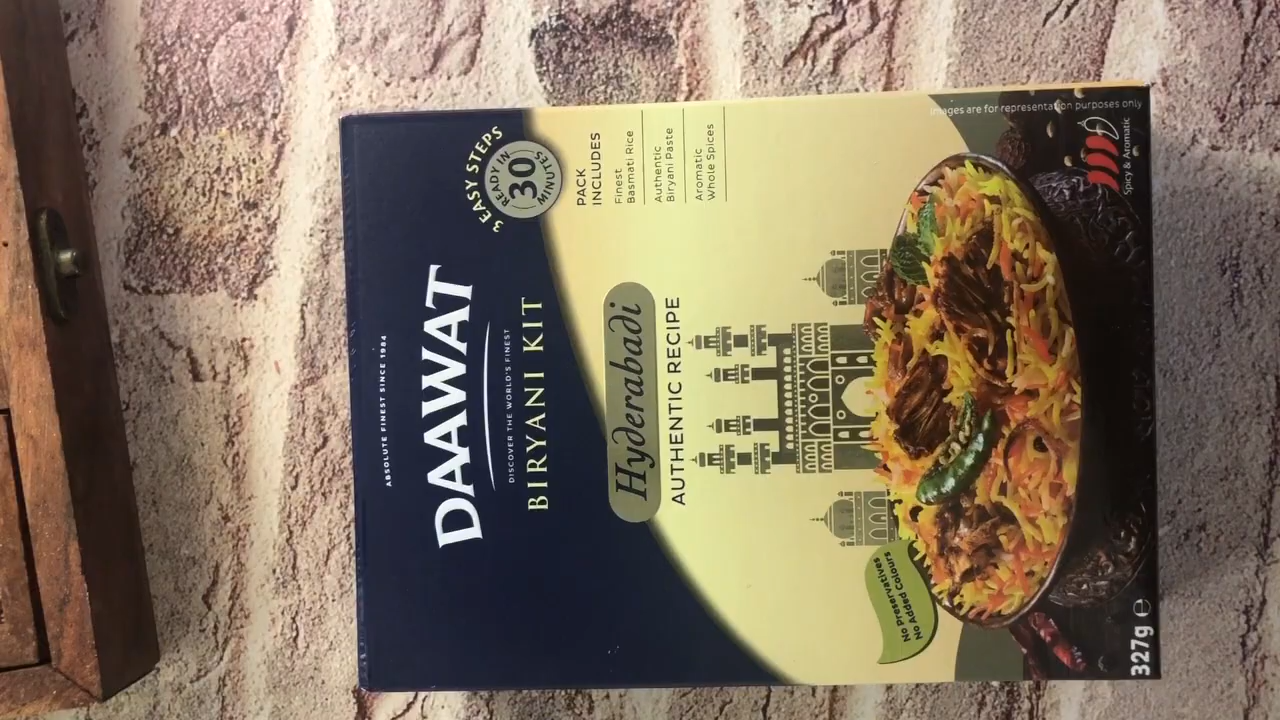 ABSOLUTE FINEST SINCE 1984
DAAWAT
DISCOVER THE WORLD'S FINEST
BIRYANI KIT
3 EASY STEPS
READY IN
30
MINUTES
Hyderabadi
AUTHENTIC RECIPE
PACK
INCLUDES
Finest
Basmati Rice
Authentic
Biryani Paste
Aromatic
Whole Spices
No Preservatives
No Added Colours
Spicy & Aromatic
327g e
Images are for representation purposes only